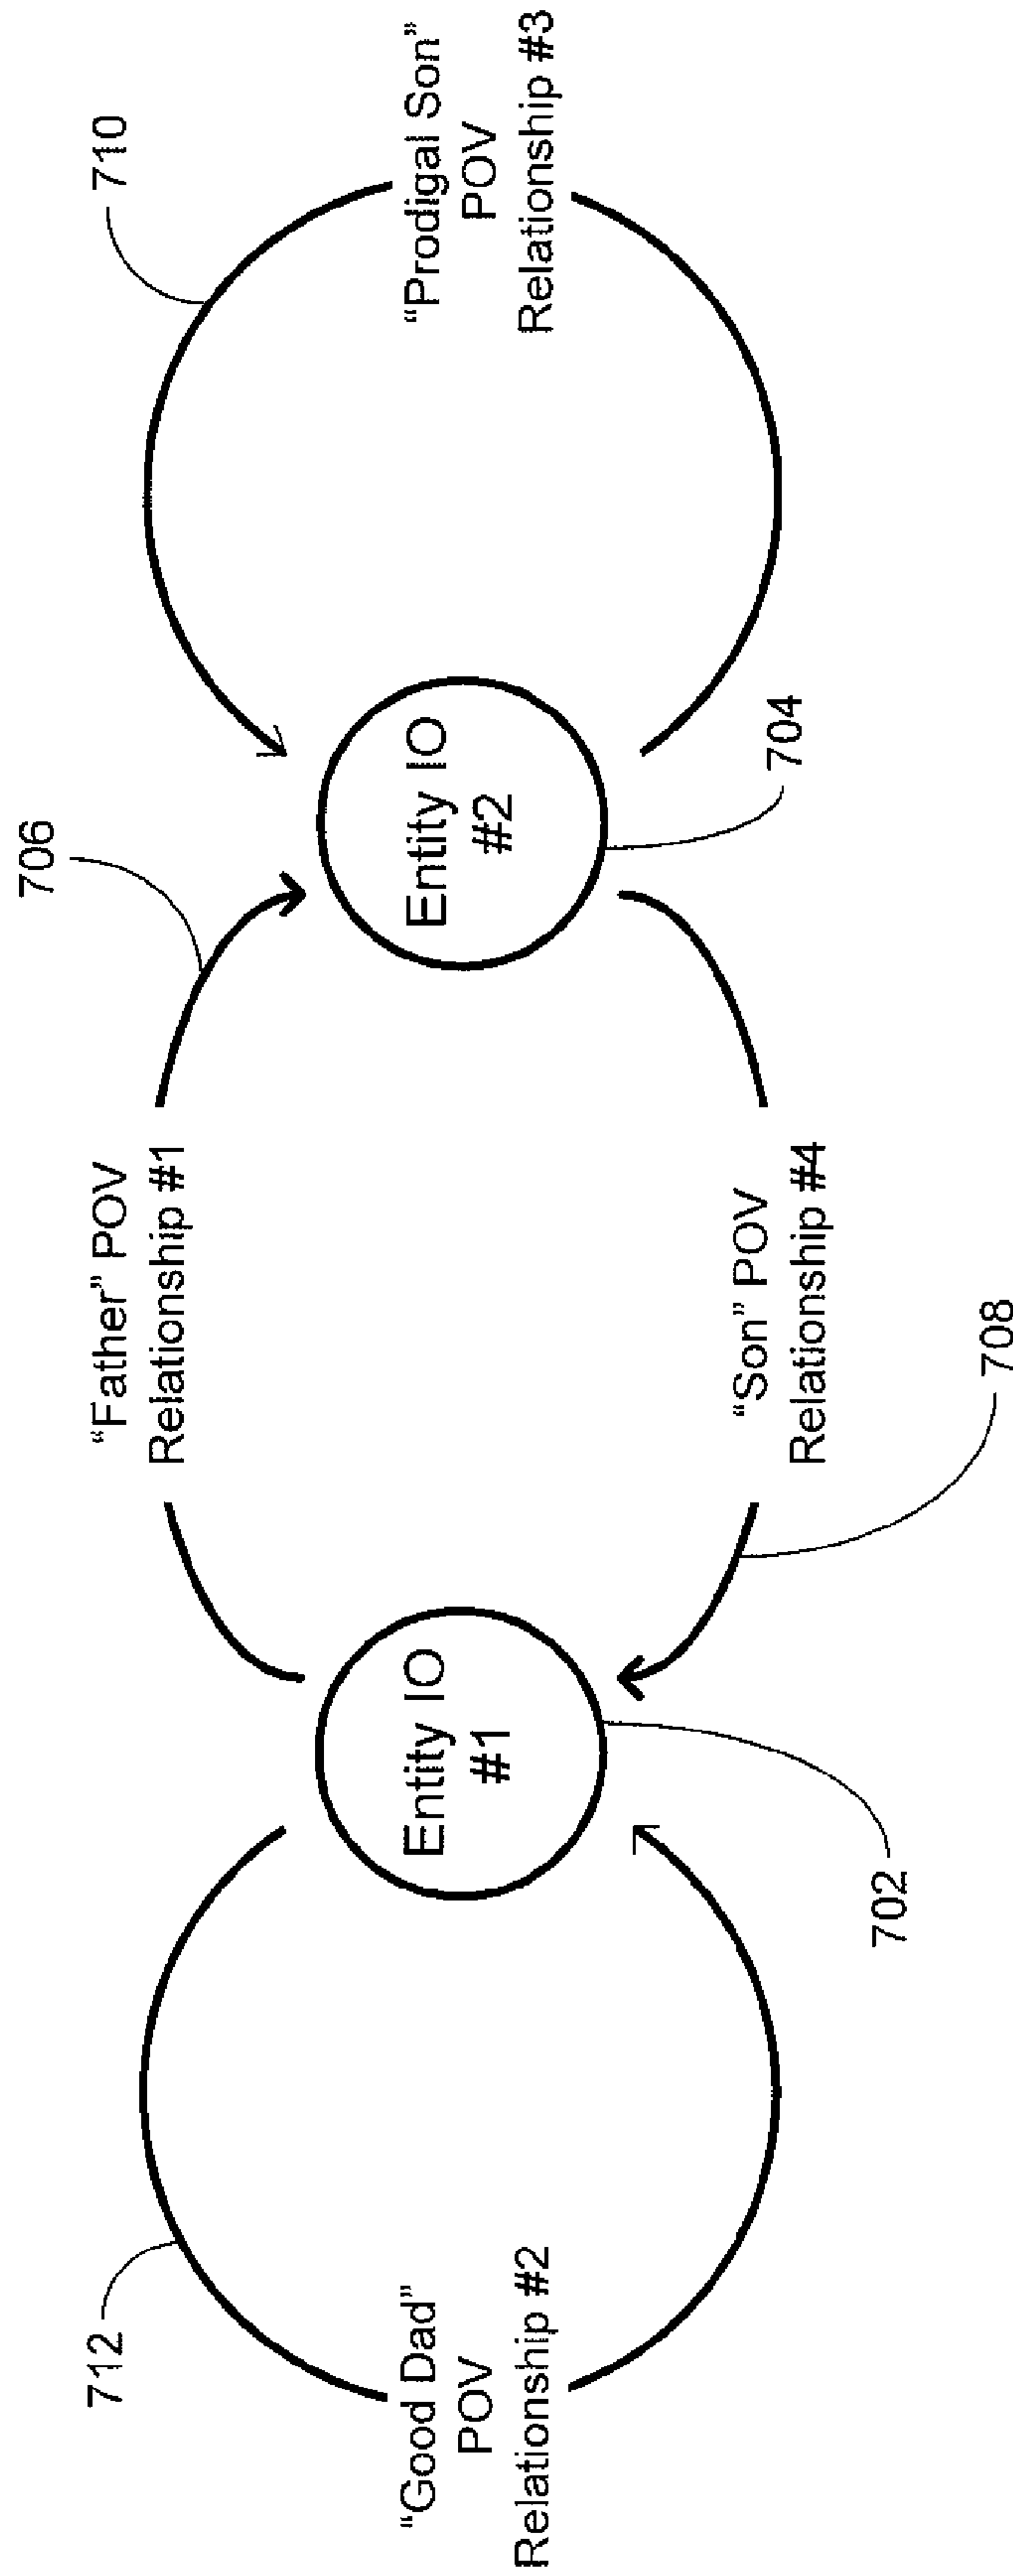 706
710
“Father” POV
Relationship #1
712
“Good Dad”
POV
Relationship #2
Entity IO
#1
Entity IO
#2
“Prodigal Son”
POV
Relationship #3
“Son” POV
Relationship #4
704
702
708